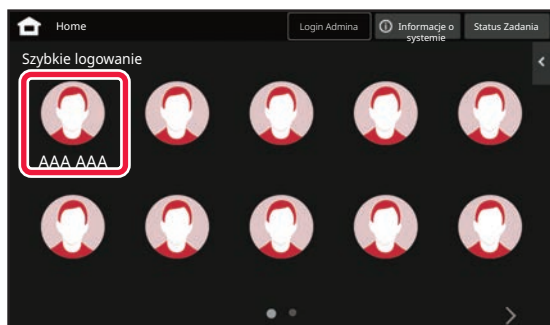 Home
Login Admina
Informacje o
systemie
Status Zadania
Szybkie logowanie
AAA AAA